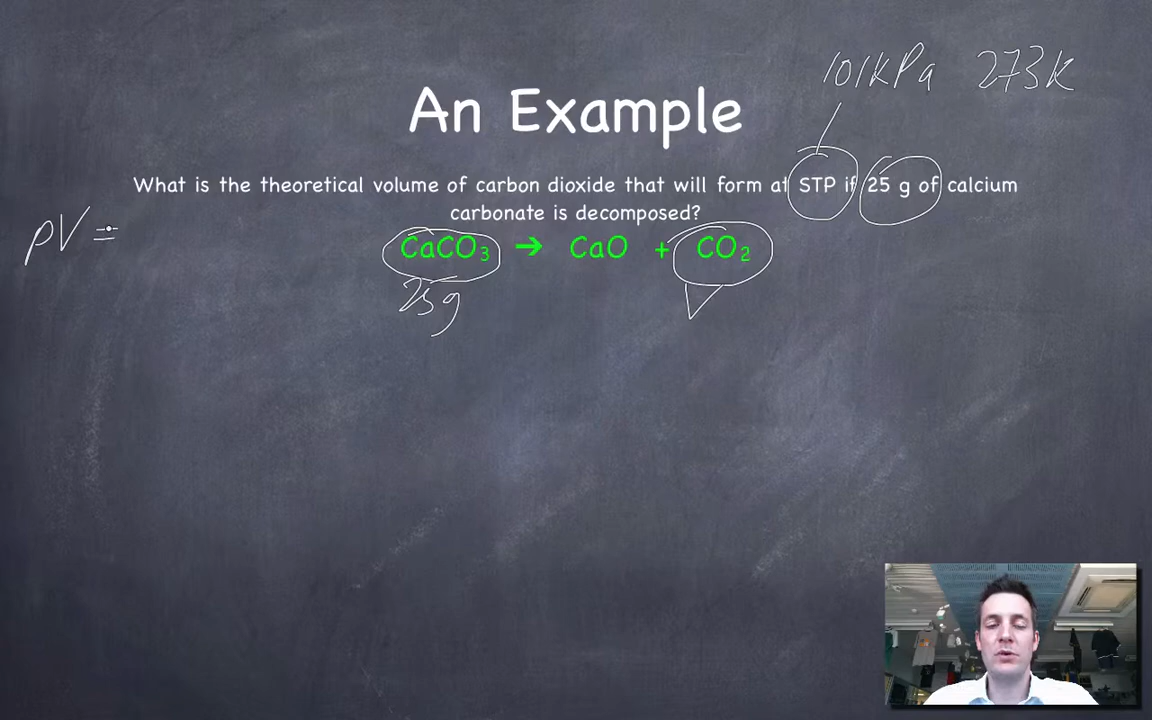 101kPa 273K
An Example
What is the theoretical volume of carbon dioxide that will form at STP if 25 g of calcium
carbonate is decomposed?
pV =
CaCO₃ → CaO + CO₂
25g V